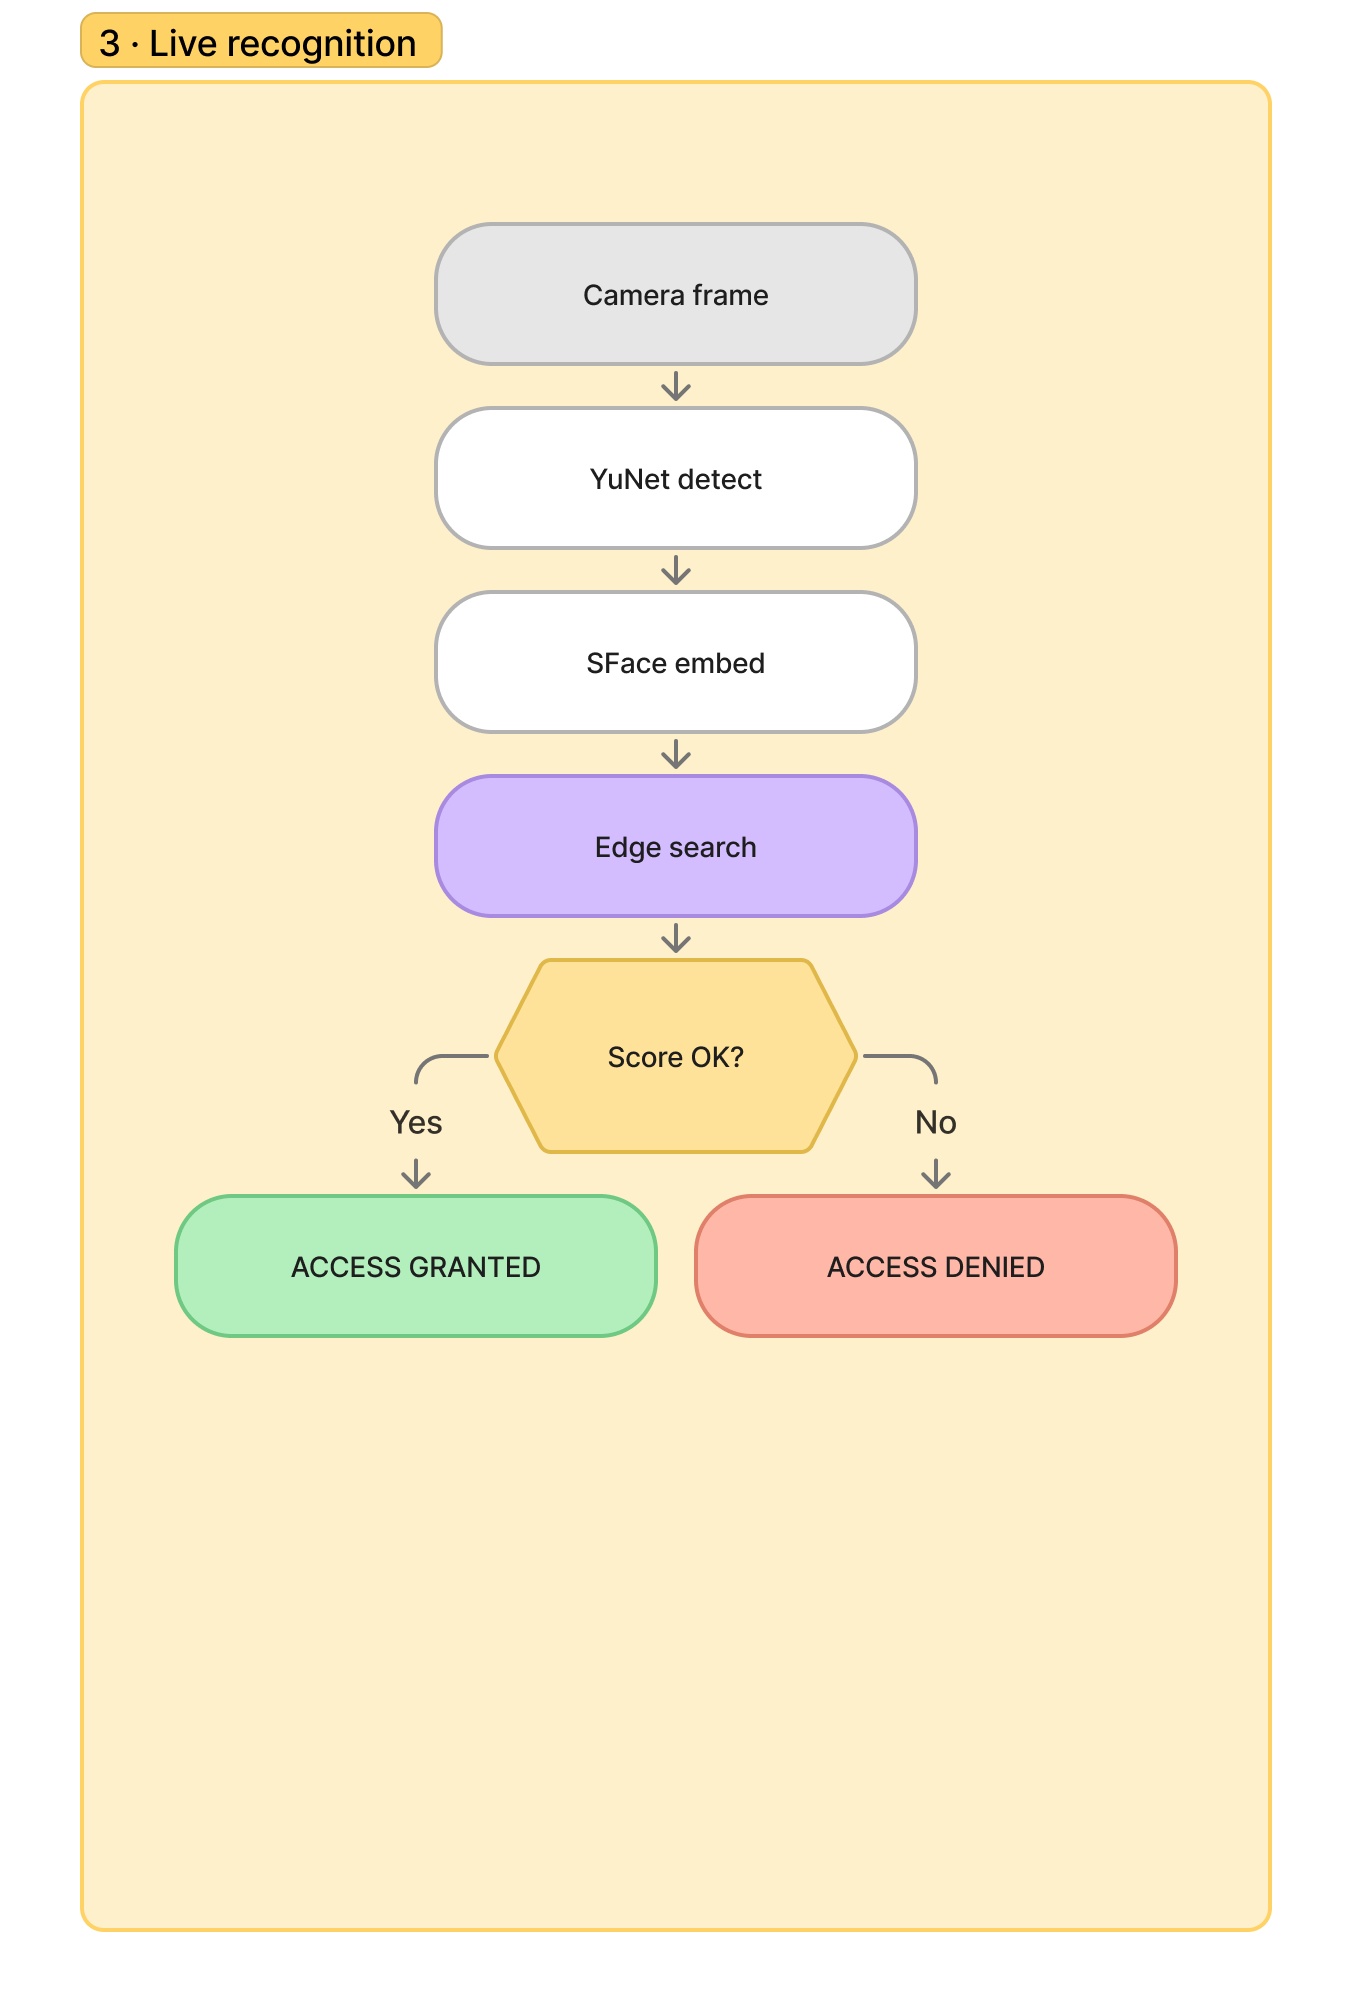 3 · Live recognition
Camera frame
YuNet detect
SFace embed
Edge search
Score OK?
Yes
No
ACCESS GRANTED
ACCESS DENIED